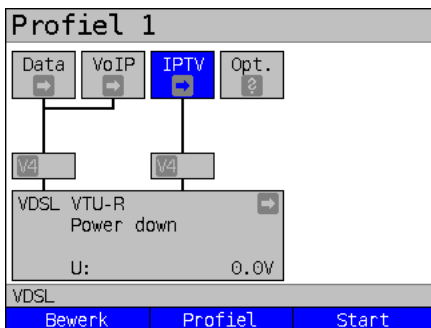 Profiel 1
Data VoIP IPTV Opt.
V4 V4
VDSL VTU-R
Power down
U: 0.0V
VDSL
Bewerk Profiel Start